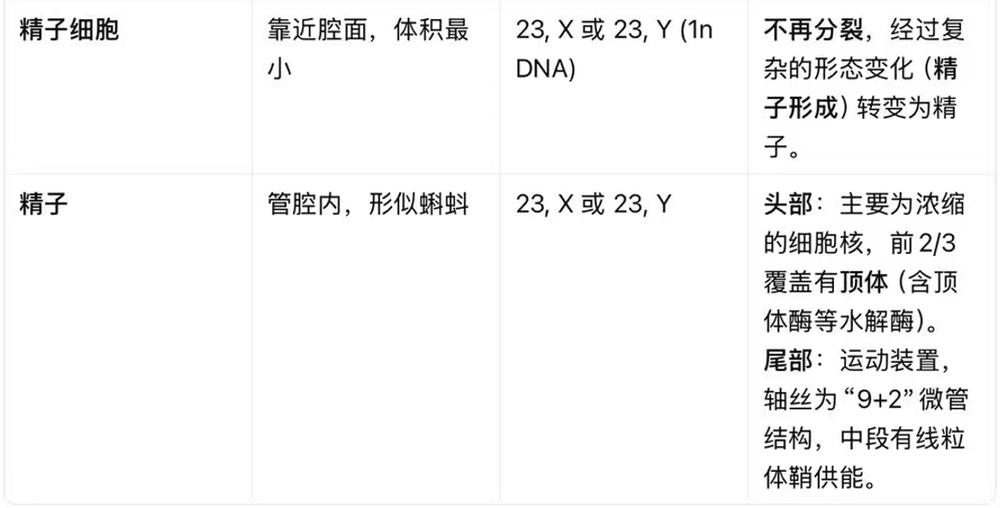 精子细胞
靠近腔面，体积最
小
23, X 或 23, Y (1n
DNA)
不再分裂，经过复
杂的形态变化 (精
子形成) 转变为精
子。
精子
管腔内，形似蝌蚪
23, X 或 23, Y
头部：主要为浓缩
的细胞核，前 2/3
覆盖有顶体 (含顶
体酶等水解酶)。
尾部：运动装置，
轴丝为 “9+2” 微管
结构，中段有线粒
体鞘供能。